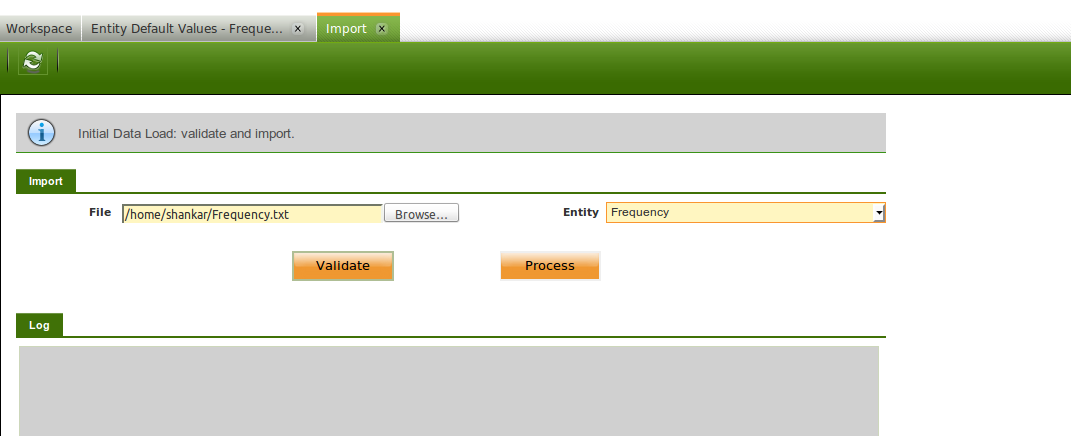 Workspace Entity Default Values - Freque... x Import x
Initial Data Load: validate and import.
Import
File /home/shankar/Frequency.txt Browse... Entity Frequency
Validate Process
Log